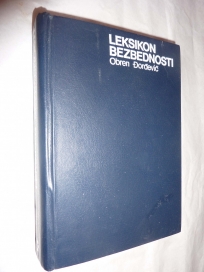 LEKSIKON
BEZBEDNOSTI
Obren Đorđević